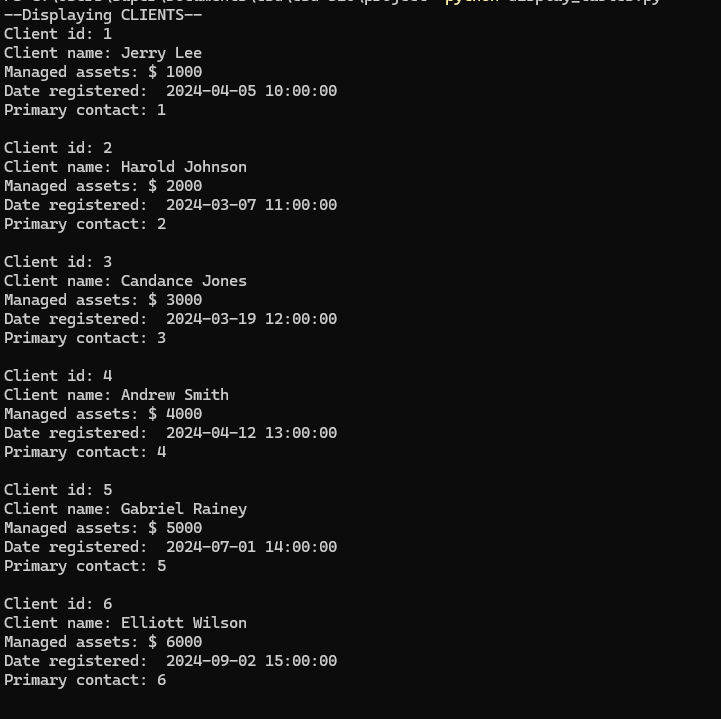 --Displaying CLIENTS--
Client id: 1
Client name: Jerry Lee
Managed assets: $ 1000
Date registered:  2024-04-05 10:00:00
Primary contact: 1

Client id: 2
Client name: Harold Johnson
Managed assets: $ 2000
Date registered:  2024-03-07 11:00:00
Primary contact: 2

Client id: 3
Client name: Candance Jones
Managed assets: $ 3000
Date registered:  2024-03-19 12:00:00
Primary contact: 3

Client id: 4
Client name: Andrew Smith
Managed assets: $ 4000
Date registered:  2024-04-12 13:00:00
Primary contact: 4

Client id: 5
Client name: Gabriel Rainey
Managed assets: $ 5000
Date registered:  2024-07-01 14:00:00
Primary contact: 5

Client id: 6
Client name: Elliott Wilson
Managed assets: $ 6000
Date registered:  2024-09-02 15:00:00
Primary contact: 6